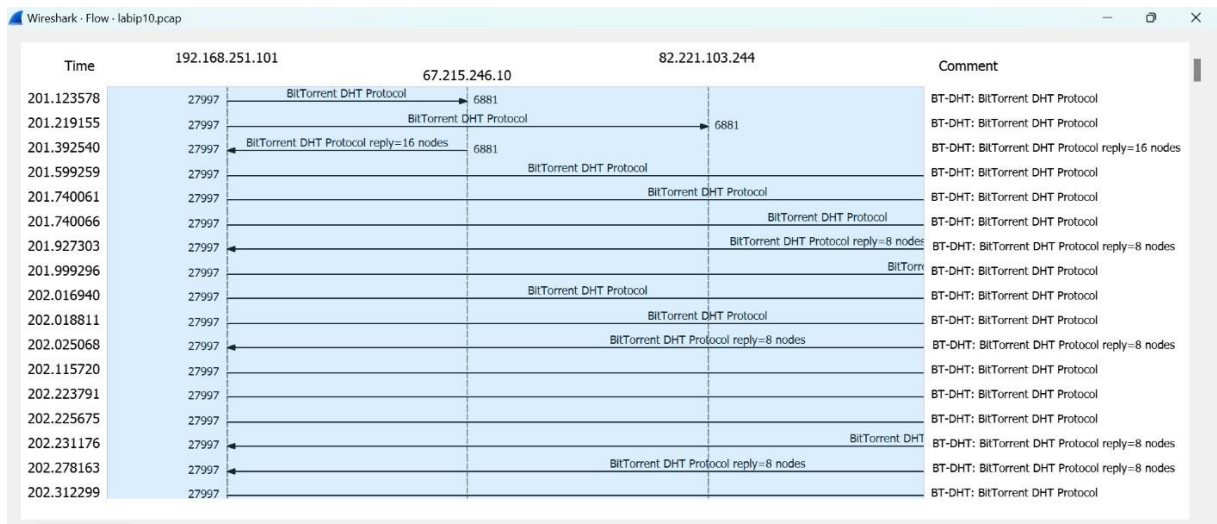 Wireshark · Flow · labip10.pcap
Time 192.168.251.101 67.215.246.10 82.221.103.244 Comment
201.123578 27997 BitTorrent DHT Protocol 6881 BT-DHT: BitTorrent DHT Protocol
201.219155 27997 BitTorrent DHT Protocol 6881 BT-DHT: BitTorrent DHT Protocol
201.392540 27997 BitTorrent DHT Protocol reply=16 nodes 6881 BT-DHT: BitTorrent DHT Protocol reply=16 nodes
201.599259 27997 BitTorrent DHT Protocol BT-DHT: BitTorrent DHT Protocol
201.740061 27997 BitTorrent DHT Protocol BT-DHT: BitTorrent DHT Protocol
201.740066 27997 BitTorrent DHT Protocol BT-DHT: BitTorrent DHT Protocol
201.927303 27997 BitTorrent DHT Protocol reply=8 nodes BT-DHT: BitTorrent DHT Protocol reply=8 nodes
201.999296 27997 BitTorre BT-DHT: BitTorrent DHT Protocol
202.016940 27997 BitTorrent DHT Protocol BT-DHT: BitTorrent DHT Protocol
202.018811 27997 BitTorrent DHT Protocol BT-DHT: BitTorrent DHT Protocol
202.025068 27997 BitTorrent DHT Protocol reply=8 nodes BT-DHT: BitTorrent DHT Protocol reply=8 nodes
202.115720 27997 BT-DHT: BitTorrent DHT Protocol
202.223791 27997 BT-DHT: BitTorrent DHT Protocol
202.225675 27997 BT-DHT: BitTorrent DHT Protocol
202.231176 27997 BitTorrent DHT BT-DHT: BitTorrent DHT Protocol reply=8 nodes
202.278163 27997 BitTorrent DHT Protocol reply=8 nodes BT-DHT: BitTorrent DHT Protocol reply=8 nodes
202.312299 27997 BT-DHT: BitTorrent DHT Protocol